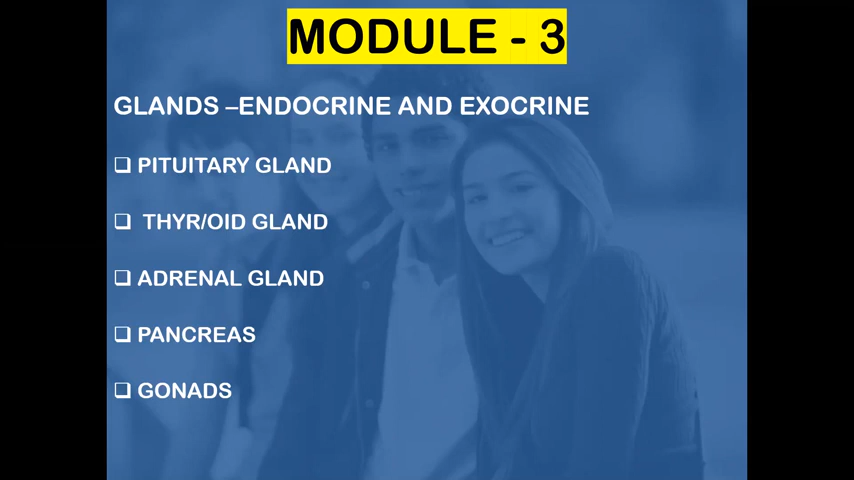 MODULE - 3
GLANDS –ENDOCRINE AND EXOCRINE
❑ PITUITARY GLAND
❑ THYR/OID GLAND
❑ ADRENAL GLAND
❑ PANCREAS
❑ GONADS